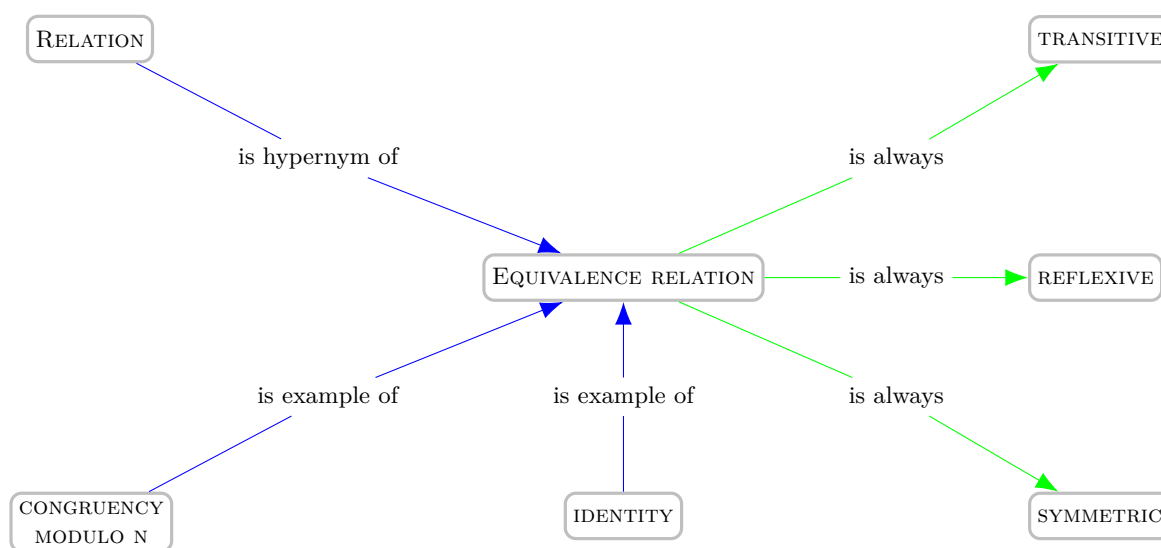 Relation
transitive
is hypernym of
is always
Equivalence relation
is always
reflexive
is example of
is example of
is always
congruency
modulo n
identity
symmetric